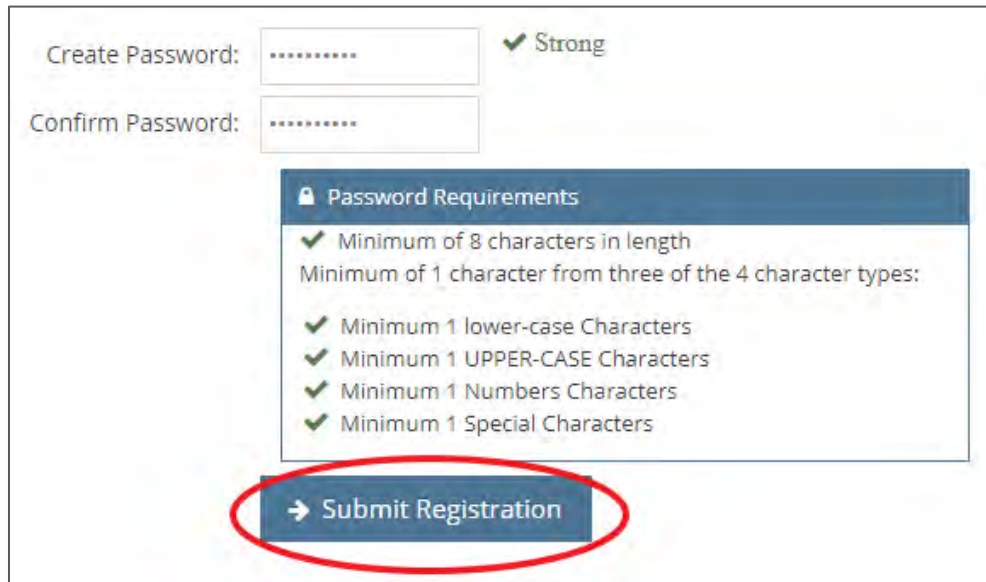 Create Password: •••••••••• ✔ Strong
Confirm Password: ••••••••••
Password Requirements
✔ Minimum of 8 characters in length
Minimum of 1 character from three of the 4 character types:
✔ Minimum 1 lower-case Characters
✔ Minimum 1 UPPER-CASE Characters
✔ Minimum 1 Numbers Characters
✔ Minimum 1 Special Characters
→ Submit Registration